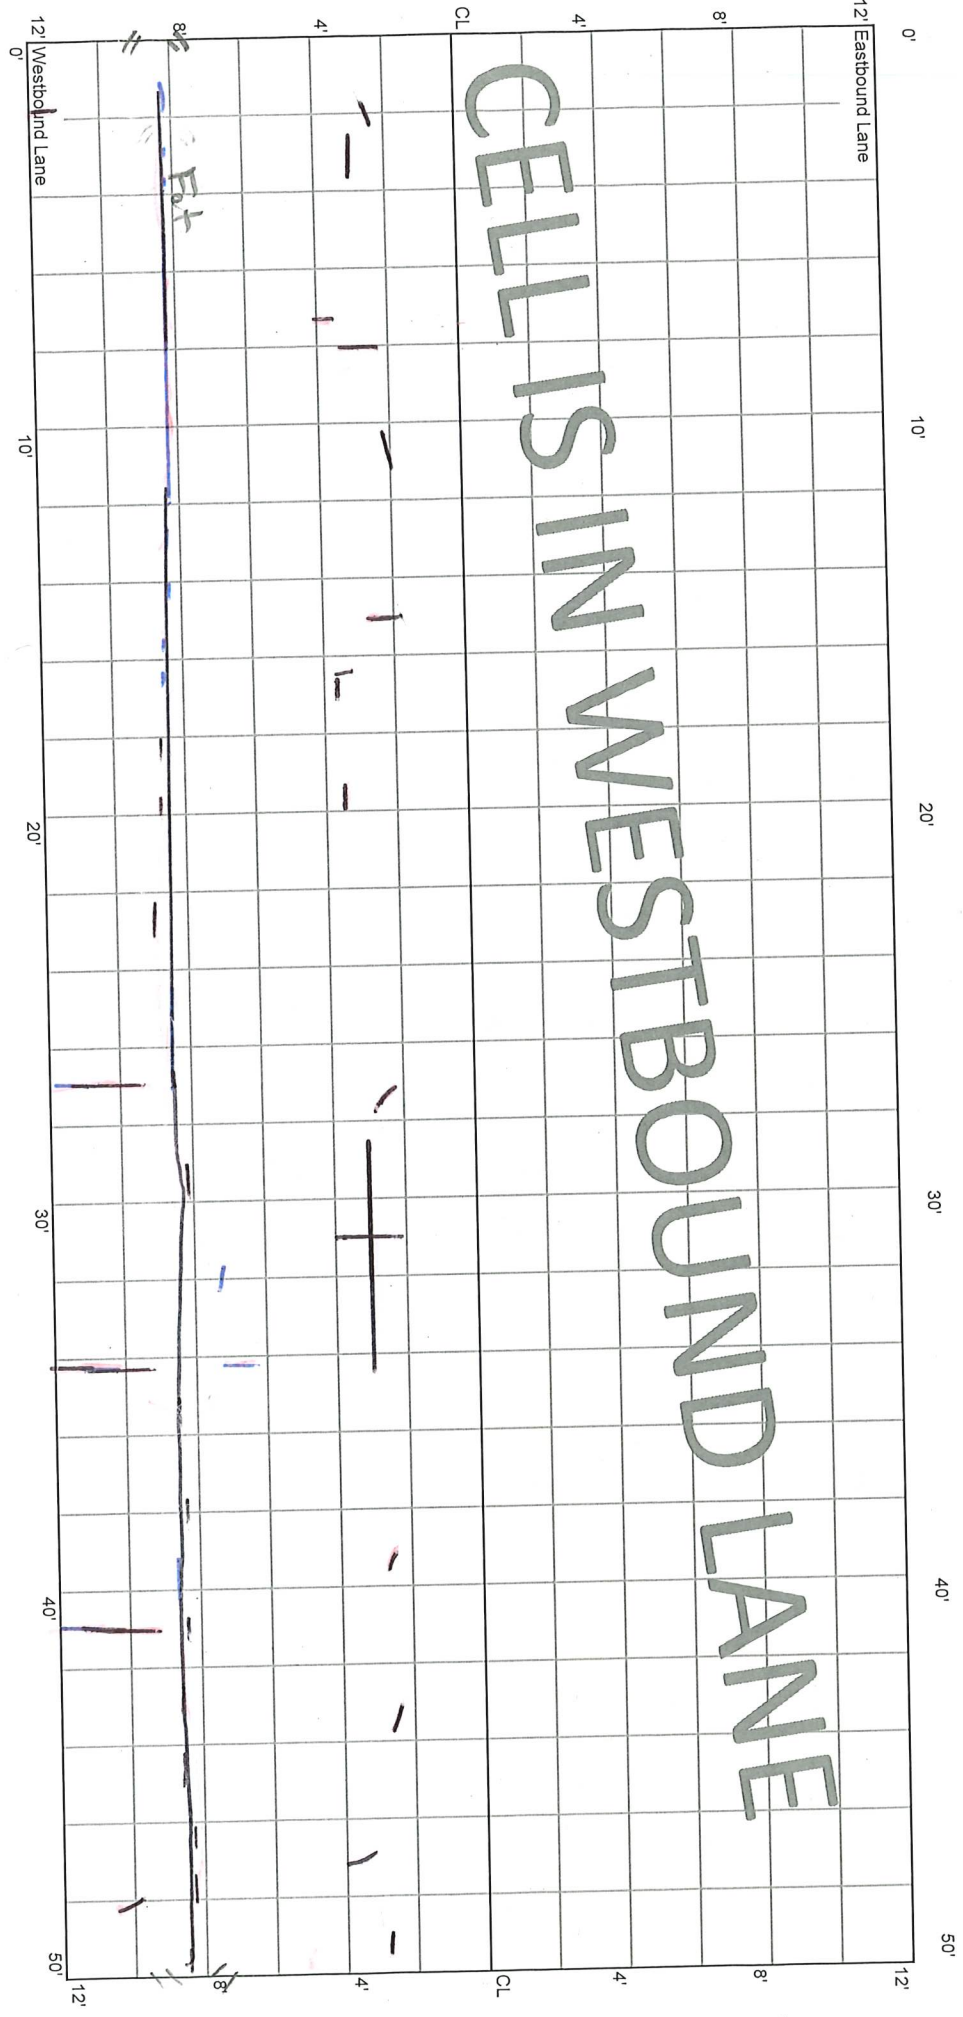 0' 10' 20' 30' 40' 50'
12' Eastbound Lane 12'
8' 8'
4' 4'
CELL IS IN WESTBOUND LANE
CL CL
4' 4'
8' 8'
Fat
12' Westbound Lane 12'
0' 10' 20' 30' 40' 50'